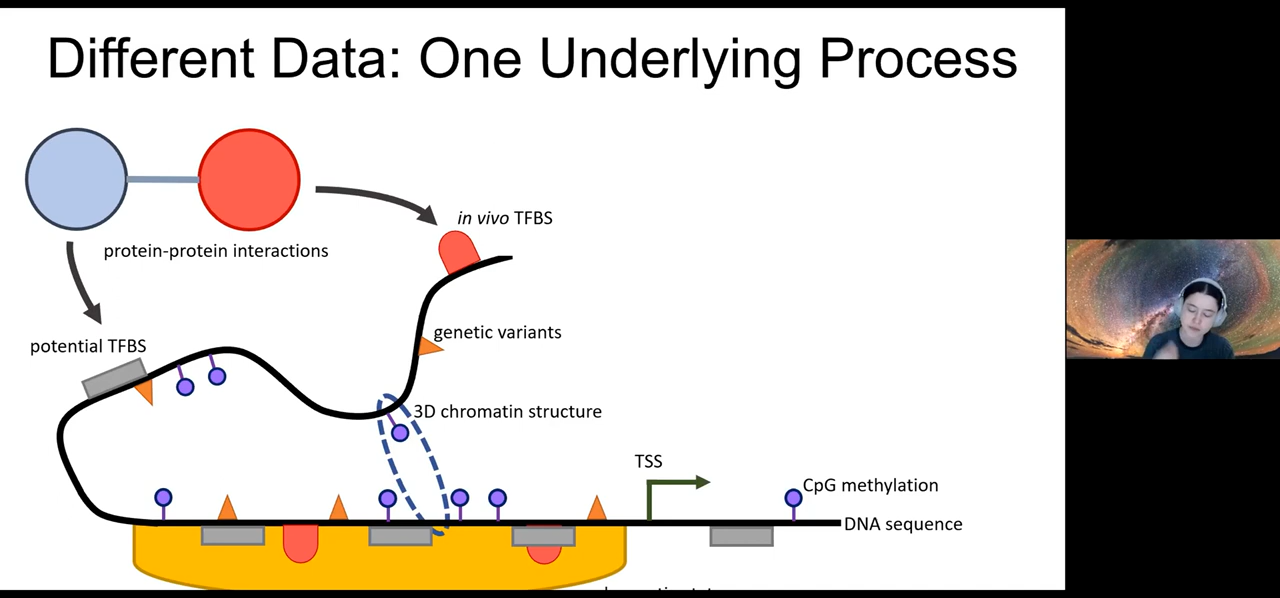 Different Data: One Underlying Process
in vivo TFBS
protein-protein interactions
genetic variants
potential TFBS
3D chromatin structure
TSS
CpG methylation
DNA sequence